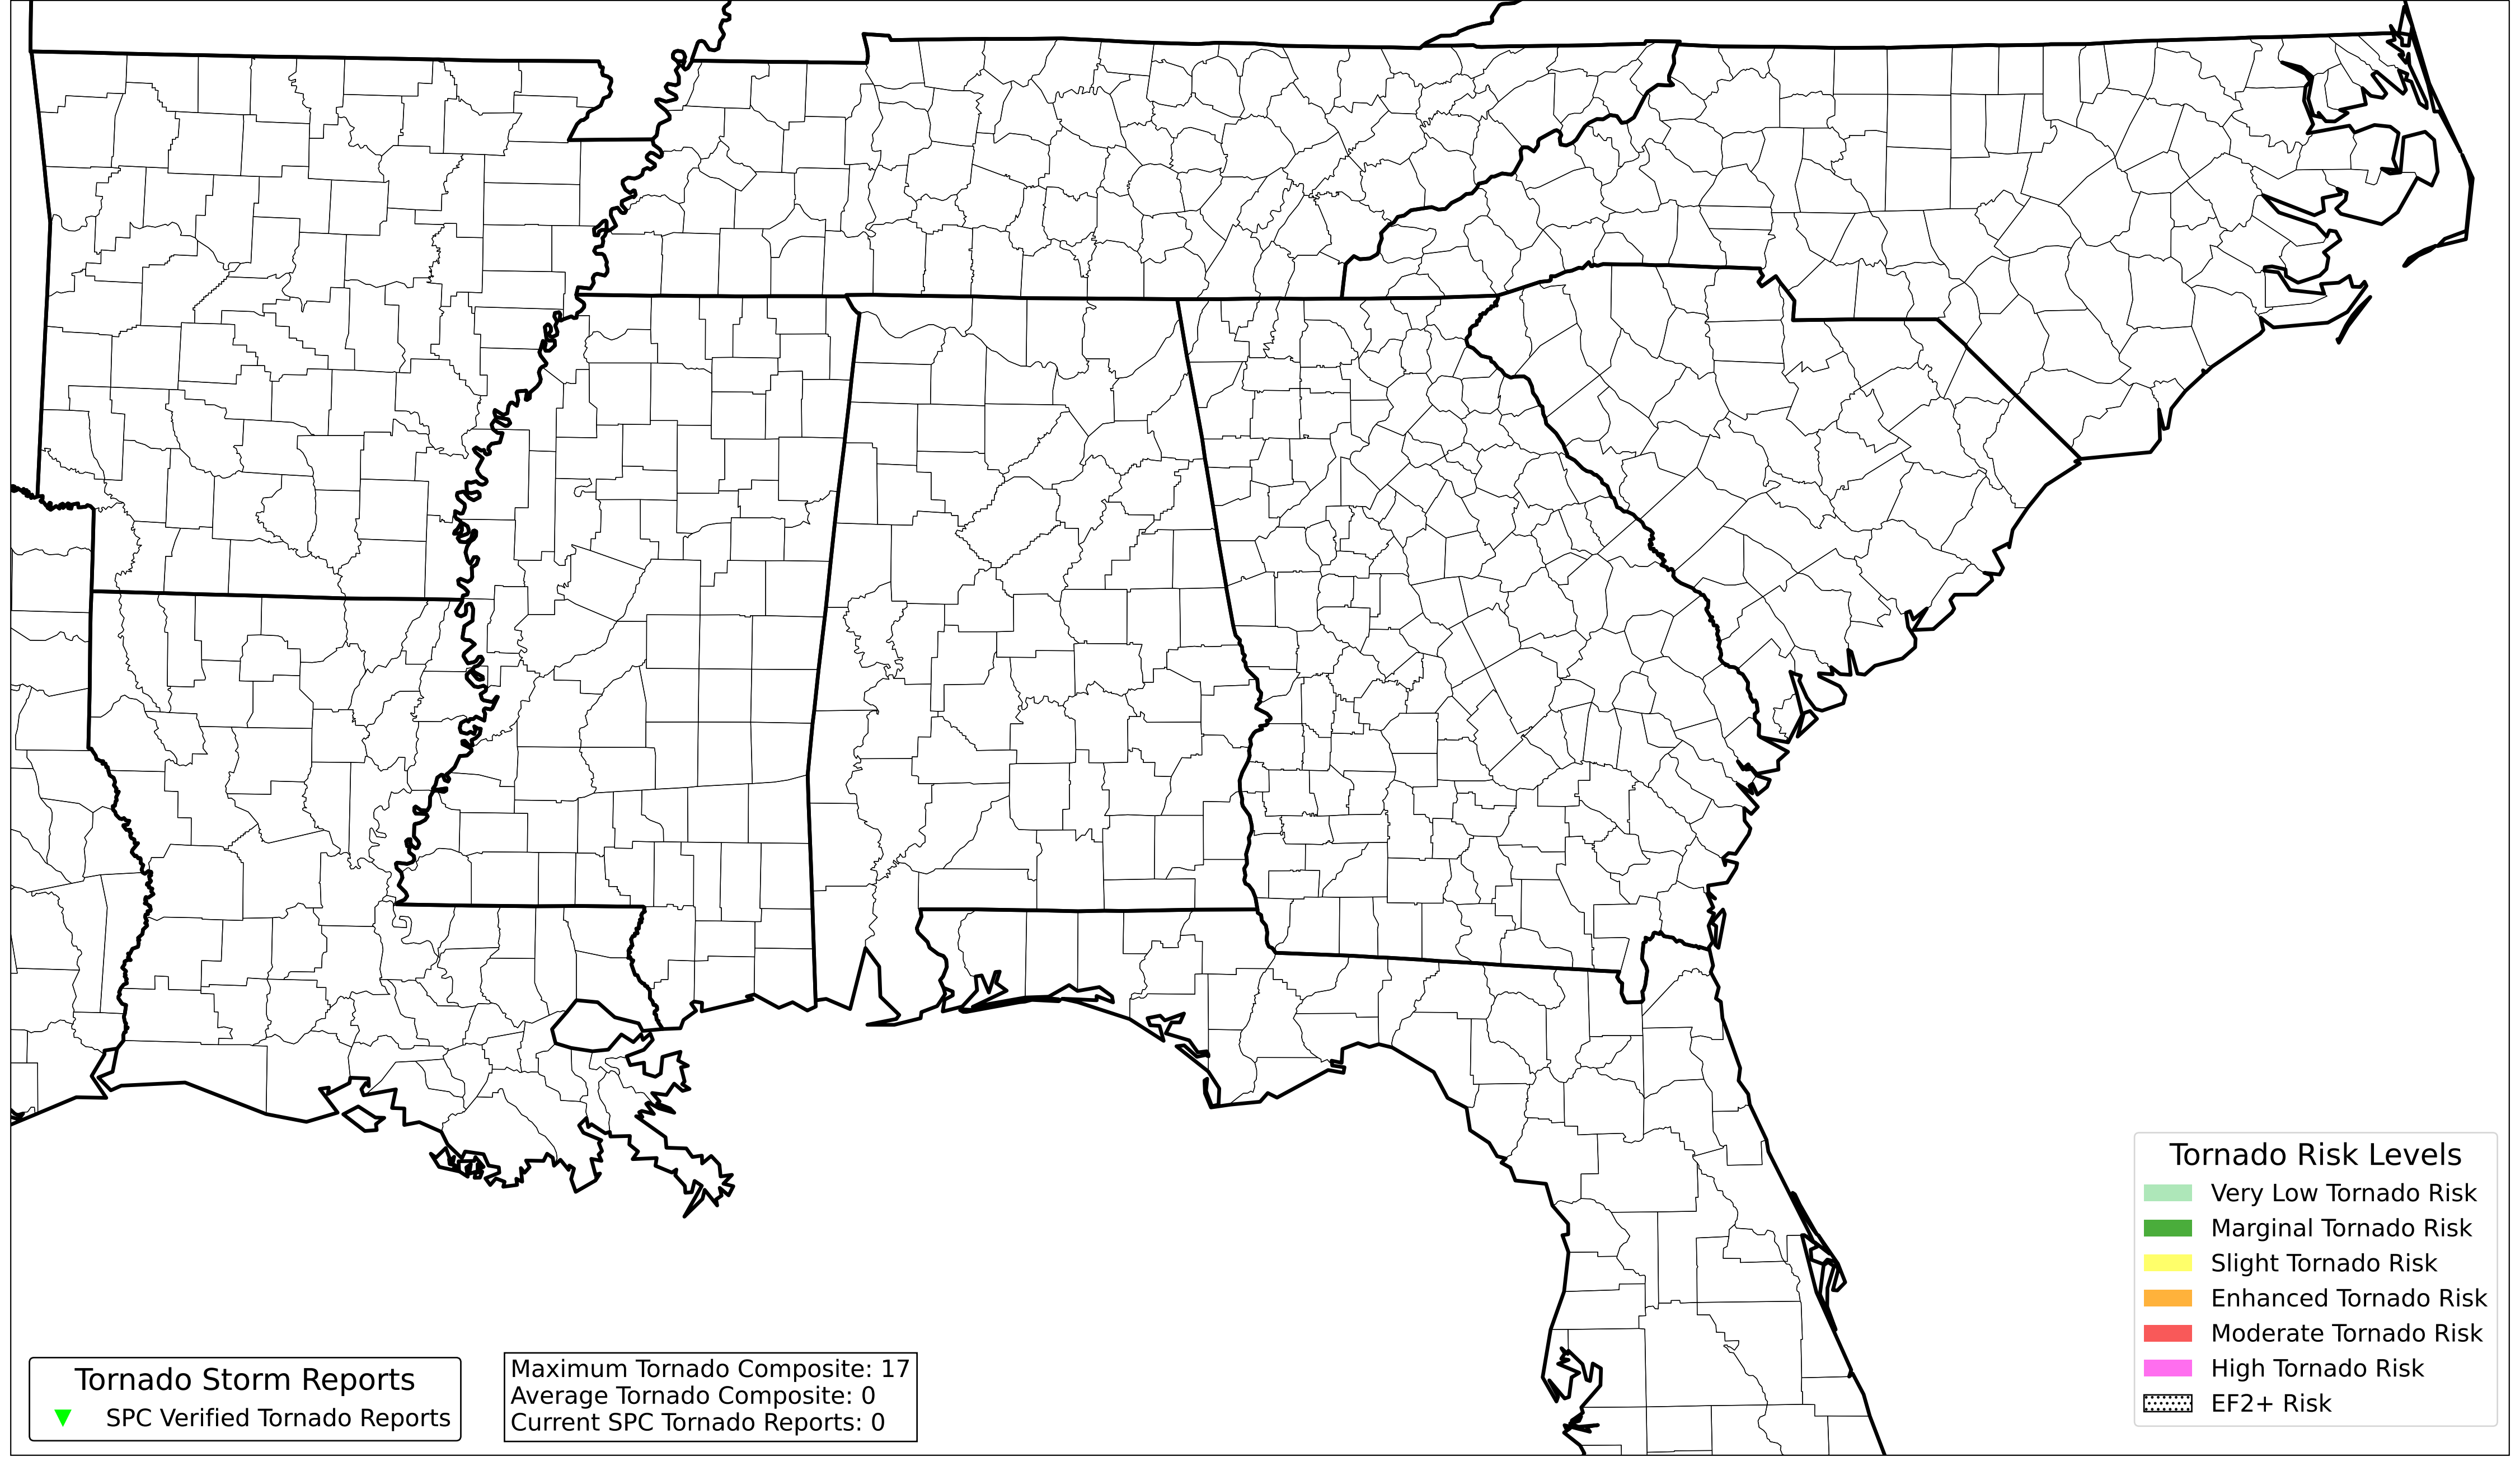 Tornado Risk Levels
Very Low Tornado Risk
Marginal Tornado Risk
Slight Tornado Risk
Enhanced Tornado Risk
Moderate Tornado Risk
High Tornado Risk
EF2+ Risk
Tornado Storm Reports
SPC Verified Tornado Reports
Maximum Tornado Composite: 17
Average Tornado Composite: 0
Current SPC Tornado Reports: 0